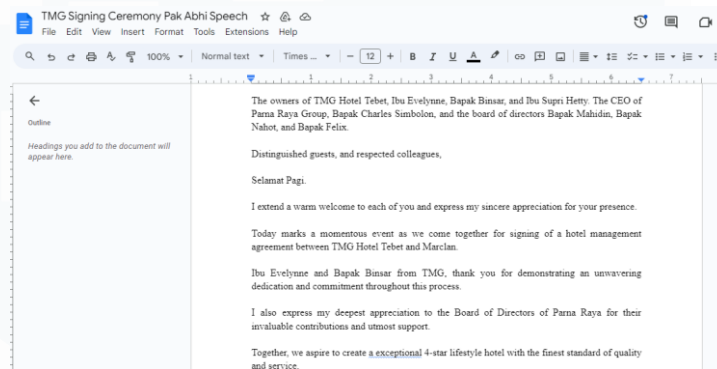 TMG Signing Ceremony Pak Abhi Speech
File Edit View Insert Format Tools Extensions Help
100% Normal text Times ... − 12 + B I U A
1 1 2 3 4 5 6 7
Outline
Headings you add to the document will
appear here.
The owners of TMG Hotel Tebet, Ibu Evelynne, Bapak Binsar, and Ibu Supri Hetty. The CEO of
Parna Raya Group, Bapak Charles Simbolon, and the board of directors Bapak Mahidin, Bapak
Nahot, and Bapak Felix.
Distinguished guests, and respected colleagues,
Selamat Pagi.
I extend a warm welcome to each of you and express my sincere appreciation for your presence.
Today marks a momentous event as we come together for signing of a hotel management
agreement between TMG Hotel Tebet and Marclan.
Ibu Evelynne and Bapak Binsar from TMG, thank you for demonstrating an unwavering
dedication and commitment throughout this process.
I also express my deepest appreciation to the Board of Directors of Parna Raya for their
invaluable contributions and utmost support.
Together, we aspire to create a exceptional 4-star lifestyle hotel with the finest standard of quality
and service.